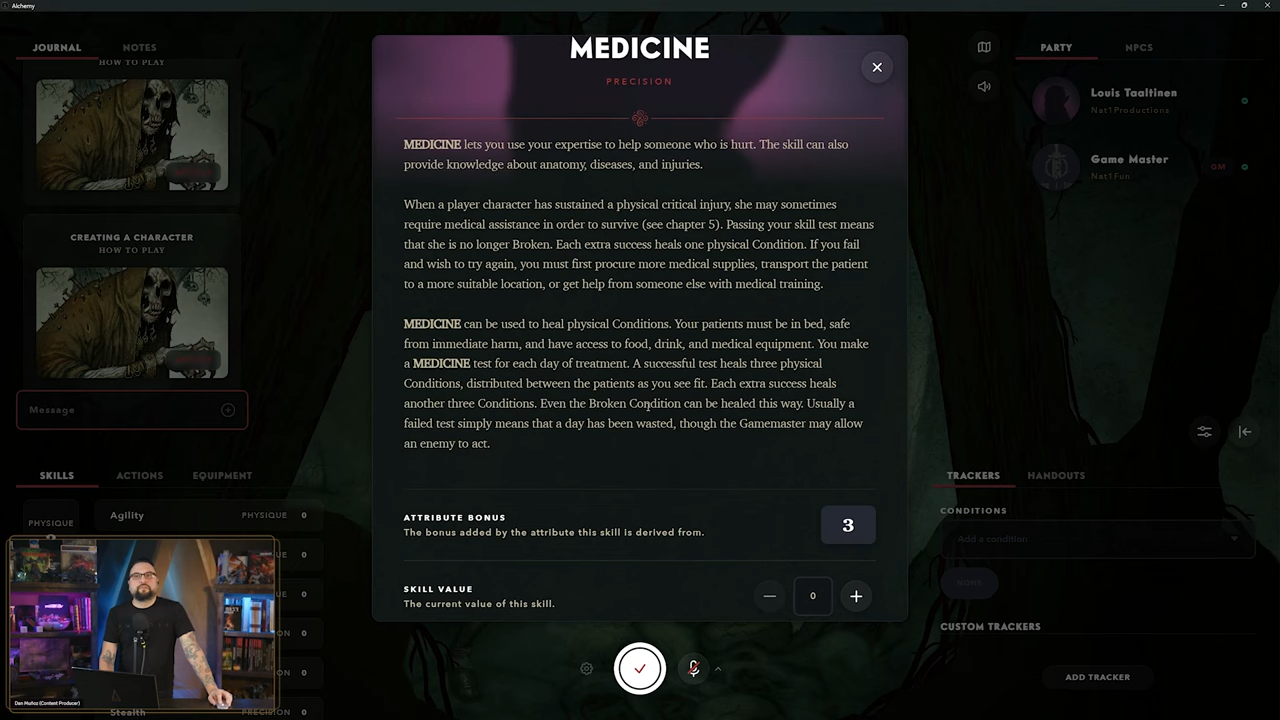 Alchemy
JOURNAL
NOTES
HOW TO PLAY
CREATING A CHARACTER
HOW TO PLAY
Message
SKILLS
ACTIONS
EQUIPMENT
PHYSIQUE
Agility
PHYSIQUE 0
UE 0
UE 0
ON 0
ON 0
Stealth
PRECISION 0
Dan Muñoz (Content Producer)
MEDICINE
PRECISION
MEDICINE lets you use your expertise to help someone who is hurt. The skill can also
provide knowledge about anatomy, diseases, and injuries.
When a player character has sustained a physical critical injury, she may sometimes
require medical assistance in order to survive (see chapter 5). Passing your skill test means
that she is no longer Broken. Each extra success heals one physical Condition. If you fail
and wish to try again, you must first procure more medical supplies, transport the patient
to a more suitable location, or get help from someone else with medical training.
MEDICINE can be used to heal physical Conditions. Your patients must be in bed, safe
from immediate harm, and have access to food, drink, and medical equipment. You make
a MEDICINE test for each day of treatment. A successful test heals three physical
Conditions, distributed between the patients as you see fit. Each extra success heals
another three Conditions. Even the Broken Condition can be healed this way. Usually a
failed test simply means that a day has been wasted, though the Gamemaster may allow
an enemy to act.
ATTRIBUTE BONUS
The bonus added by the attribute this skill is derived from.
3
SKILL VALUE
The current value of this skill.
0
PARTY
NPCS
Louis Taaltinen
Nat1Productions
Game Master
Nat1Fun
GM
TRACKERS
HANDOUTS
CONDITIONS
Add a condition
NONE
CUSTOM TRACKERS
ADD TRACKER